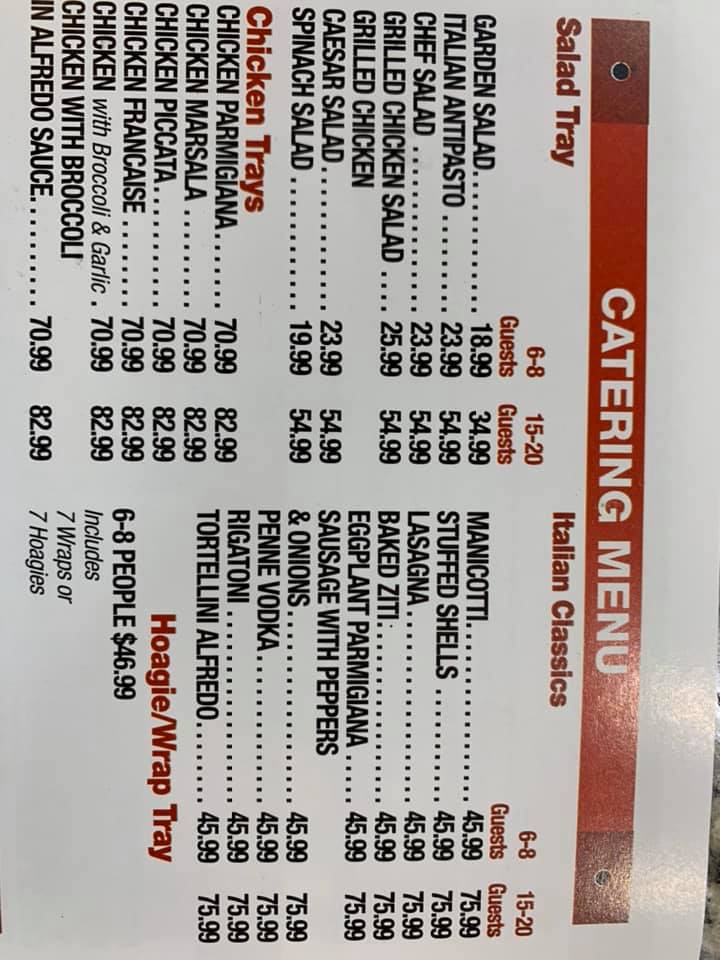 CATERING MENU
Salad Tray
6-8 15-20
Guests Guests
GARDEN SALAD........... 18.99 34.99
ITALIAN ANTIPASTO ........ 23.99 54.99
CHEF SALAD ............. 23.99 54.99
GRILLED CHICKEN SALAD .... 25.99 54.99
GRILLED CHICKEN
CAESAR SALAD............ 23.99 54.99
SPINACH SALAD ........... 19.99 54.99
Chicken Trays
CHICKEN PARMIGIANA....... 70.99 82.99
CHICKEN MARSALA ......... 70.99 82.99
CHICKEN PICCATA........... 70.99 82.99
CHICKEN FRANCAISE ....... 70.99 82.99
CHICKEN with Broccoli & Garlic . 70.99 82.99
CHICKEN WITH BROCCOLI
IN ALFREDO SAUCE.......... 70.99 82.99
Italian Classics
6-8 15-20
Guests Guests
MANICOTTI................. 45.99 75.99
STUFFED SHELLS ........... 45.99 75.99
LASAGNA.................. 45.99 75.99
BAKED ZITI ................ 45.99 75.99
EGGPLANT PARMIGIANA ..... 45.99 75.99
SAUSAGE WITH PEPPERS
& ONIONS.................. 45.99 75.99
PENNE VODKA .............. 45.99 75.99
RIGATONI .................. 45.99 75.99
TORTELLINI ALFREDO....... 45.99 75.99
Hoagie/Wrap Tray
6-8 PEOPLE $46.99
Includes
7 Wraps or
7 Hoagies